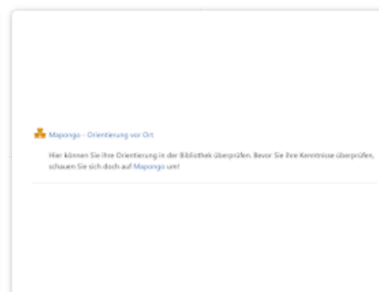 Mapongo - Orientierung vor Ort
Hier können Sie Ihre Orientierung in der Bibliothek überprüfen. Bevor Sie Ihre Kenntnisse überprüfen,
schauen Sie sich doch auf Mapongo um!